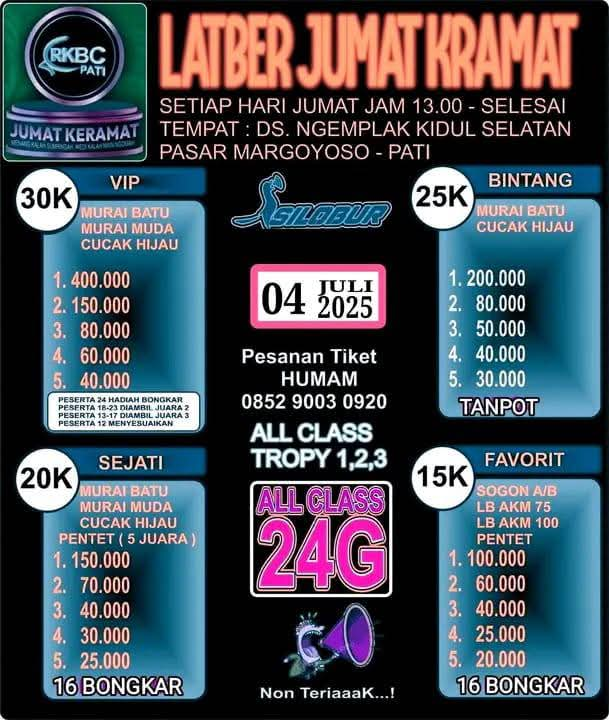 RKBC
PATI
JUMAT KERAMAT
LATBER JUMAT KRAMAT
SETIAP HARI JUMAT JAM 13.00 - SELESAI
TEMPAT : DS. NGEMPLAK KIDUL SELATAN
PASAR MARGOYOSO - PATI
30K
VIP
MURAI BATU
MURAI MUDA
CUCAK HIJAU
1. 400.000
2. 150.000
3. 80.000
4. 60.000
5. 40.000
PESERTA 24 HADIAH BONGKAR
PESERTA 18-23 DIAMBIL JUARA 2
PESERTA 13-17 DIAMBIL JUARA 3
PESERTA 12 MENYESUAIKAN
SILOBUR
04 JULI 2025
Pesanan Tiket
HUMAM
0852 9003 0920
ALL CLASS
TROPY 1,2,3
ALL CLASS
24G
Non TeriaaaK...!
25K
BINTANG
MURAI BATU
CUCAK HIJAU
1. 200.000
2. 80.000
3. 50.000
4. 40.000
5. 30.000
TANPOT
20K
SEJATI
MURAI BATU
MURAI MUDA
CUCAK HIJAU
PENTET ( 5 JUARA )
1. 150.000
2. 70.000
3. 40.000
4. 30.000
5. 25.000
16 BONGKAR
15K
FAVORIT
SOGON A/B
LB AKM 75
LB AKM 100
PENTET
1. 100.000
2. 60.000
3. 40.000
4. 25.000
5. 20.000
16 BONGKAR